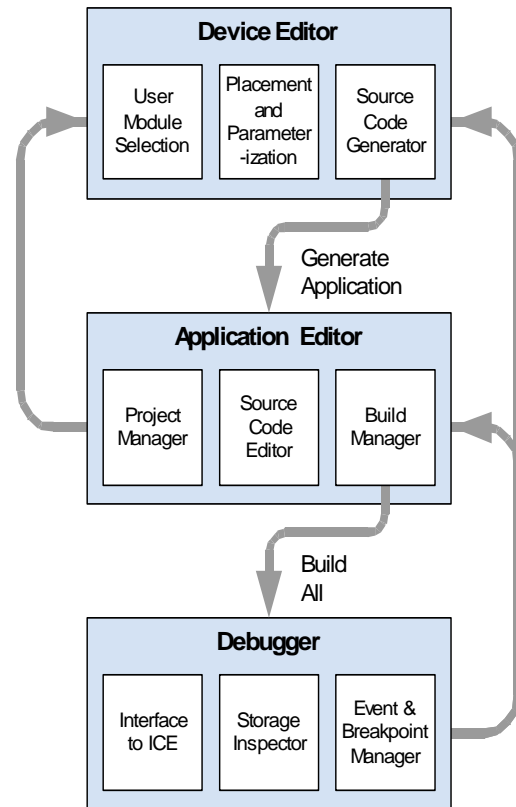 Device Editor
User
Module
Selection
Placement
and
Parameter
-ization
Source
Code
Generator
Generate
Application
Application Editor
Project
Manager
Source
Code
Editor
Build
Manager
Build
All
Debugger
Interface
to ICE
Storage
Inspector
Event &
Breakpoint
Manager